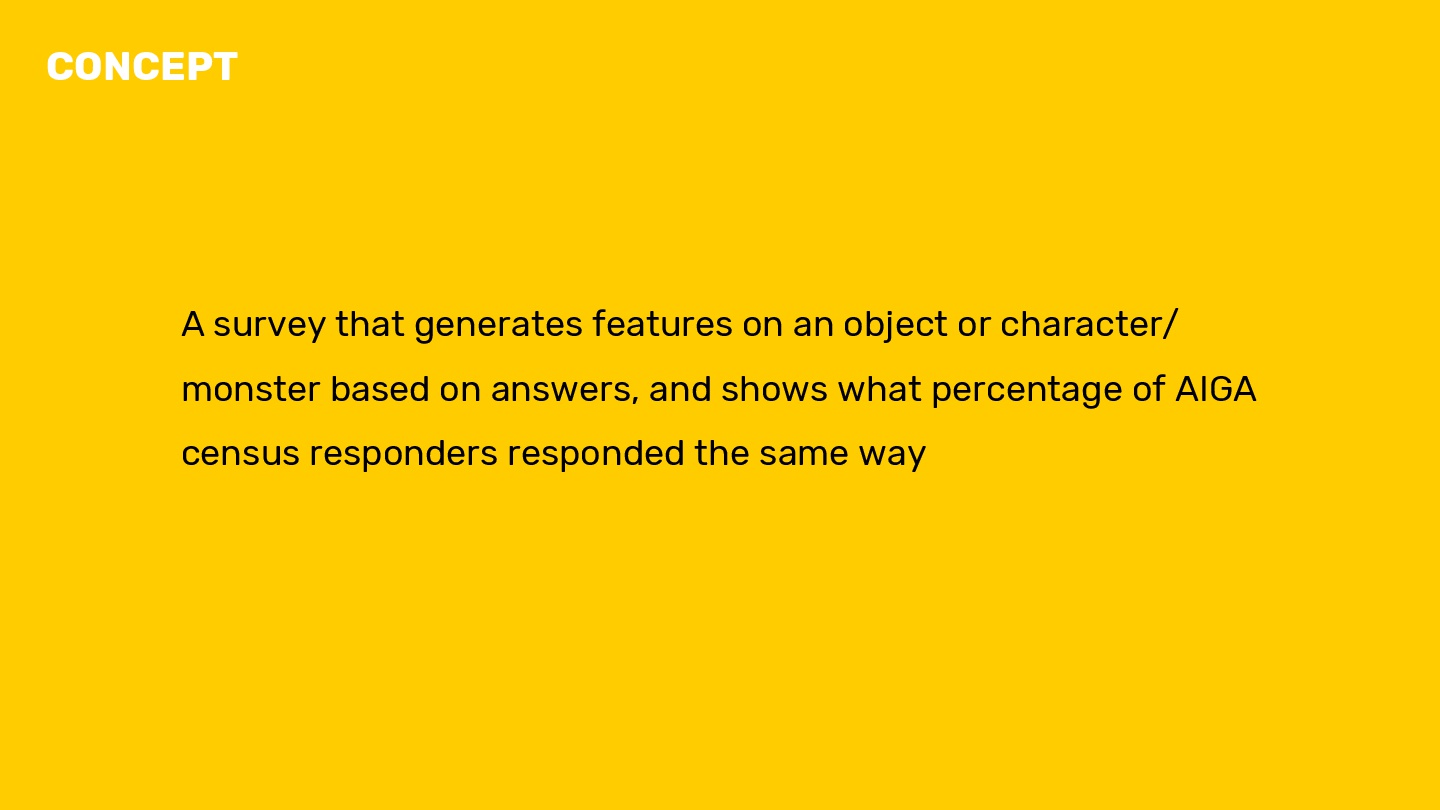 CONCEPT
A survey that generates features on an object or character/
monster based on answers, and shows what percentage of AIGA
census responders responded the same way